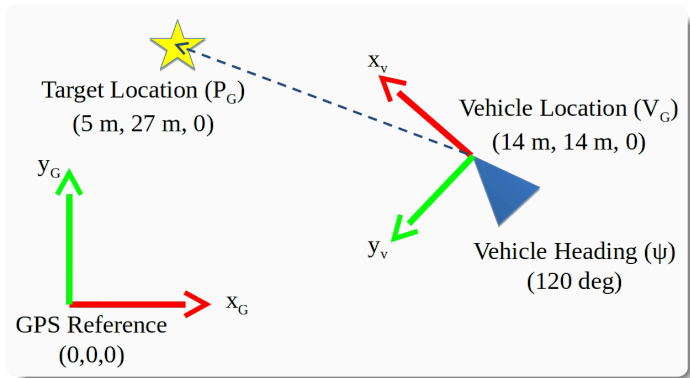 Target Location (P_G)
(5 m, 27 m, 0)
x_v
Vehicle Location (V_G)
(14 m, 14 m, 0)
y_G
y_v
Vehicle Heading (ψ)
(120 deg)
x_G
GPS Reference
(0,0,0)